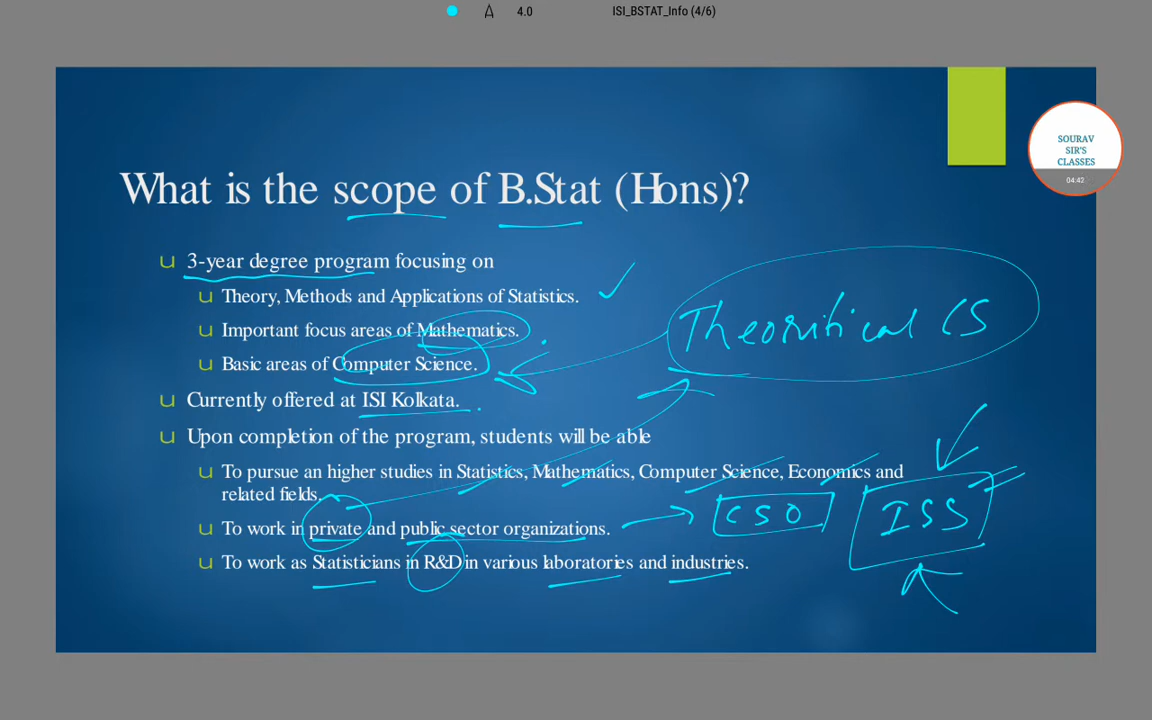 4.0
ISI_BSTAT_Info (4/6)
SOURAV
SIR'S
CLASSES
04:42
What is the scope of B.Stat (Hons)?
u 3-year degree program focusing on
u Theory, Methods and Applications of Statistics.
u Important focus areas of Mathematics.
u Basic areas of Computer Science.
Theoritical CS
u Currently offered at ISI Kolkata.
u Upon completion of the program, students will be able
u To pursue an higher studies in Statistics, Mathematics, Computer Science, Economics and
related fields.
u To work in private and public sector organizations.
CSO
ISS
u To work as Statisticians in R&D in various laboratories and industries.